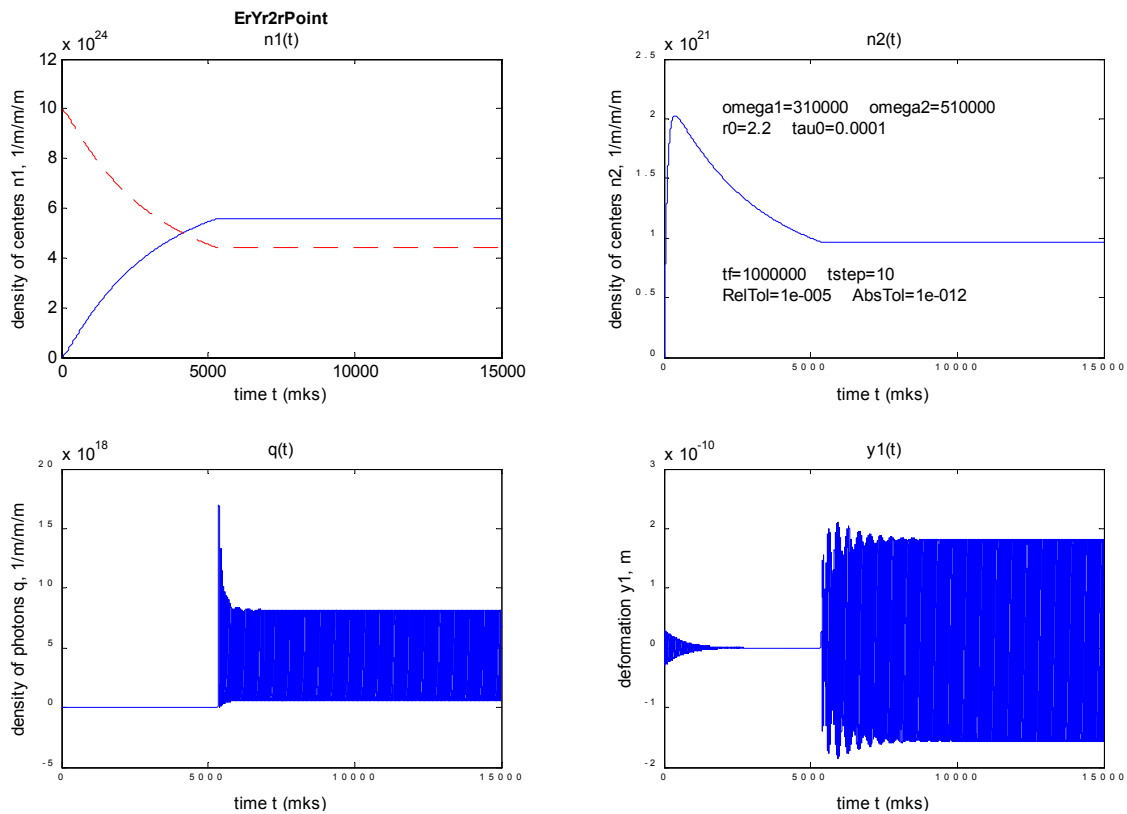 ErYr2rPoint
n1(t)
x 10^24
density of centers n1, 1/m/m/m
12
10
8
6
4
2
0
0 5000 10000 15000
time t (mks)
n2(t)
x 10^21
density of centers n2, 1/m/m/m
2.5
2
1.5
1
0.5
0
omega1=310000 omega2=510000
r0=2.2 tau0=0.0001
tf=1000000 tstep=10
RelTol=1e-005 AbsTol=1e-012
0 5000 10000 15000
time t (mks)
q(t)
x 10^18
density of photons q, 1/m/m/m
20
15
10
5
0
-5
0 5000 10000 15000
time t (mks)
y1(t)
x 10^-10
deformation y1, m
3
2
1
0
-1
-2
0 5000 10000 15000
time t (mks)